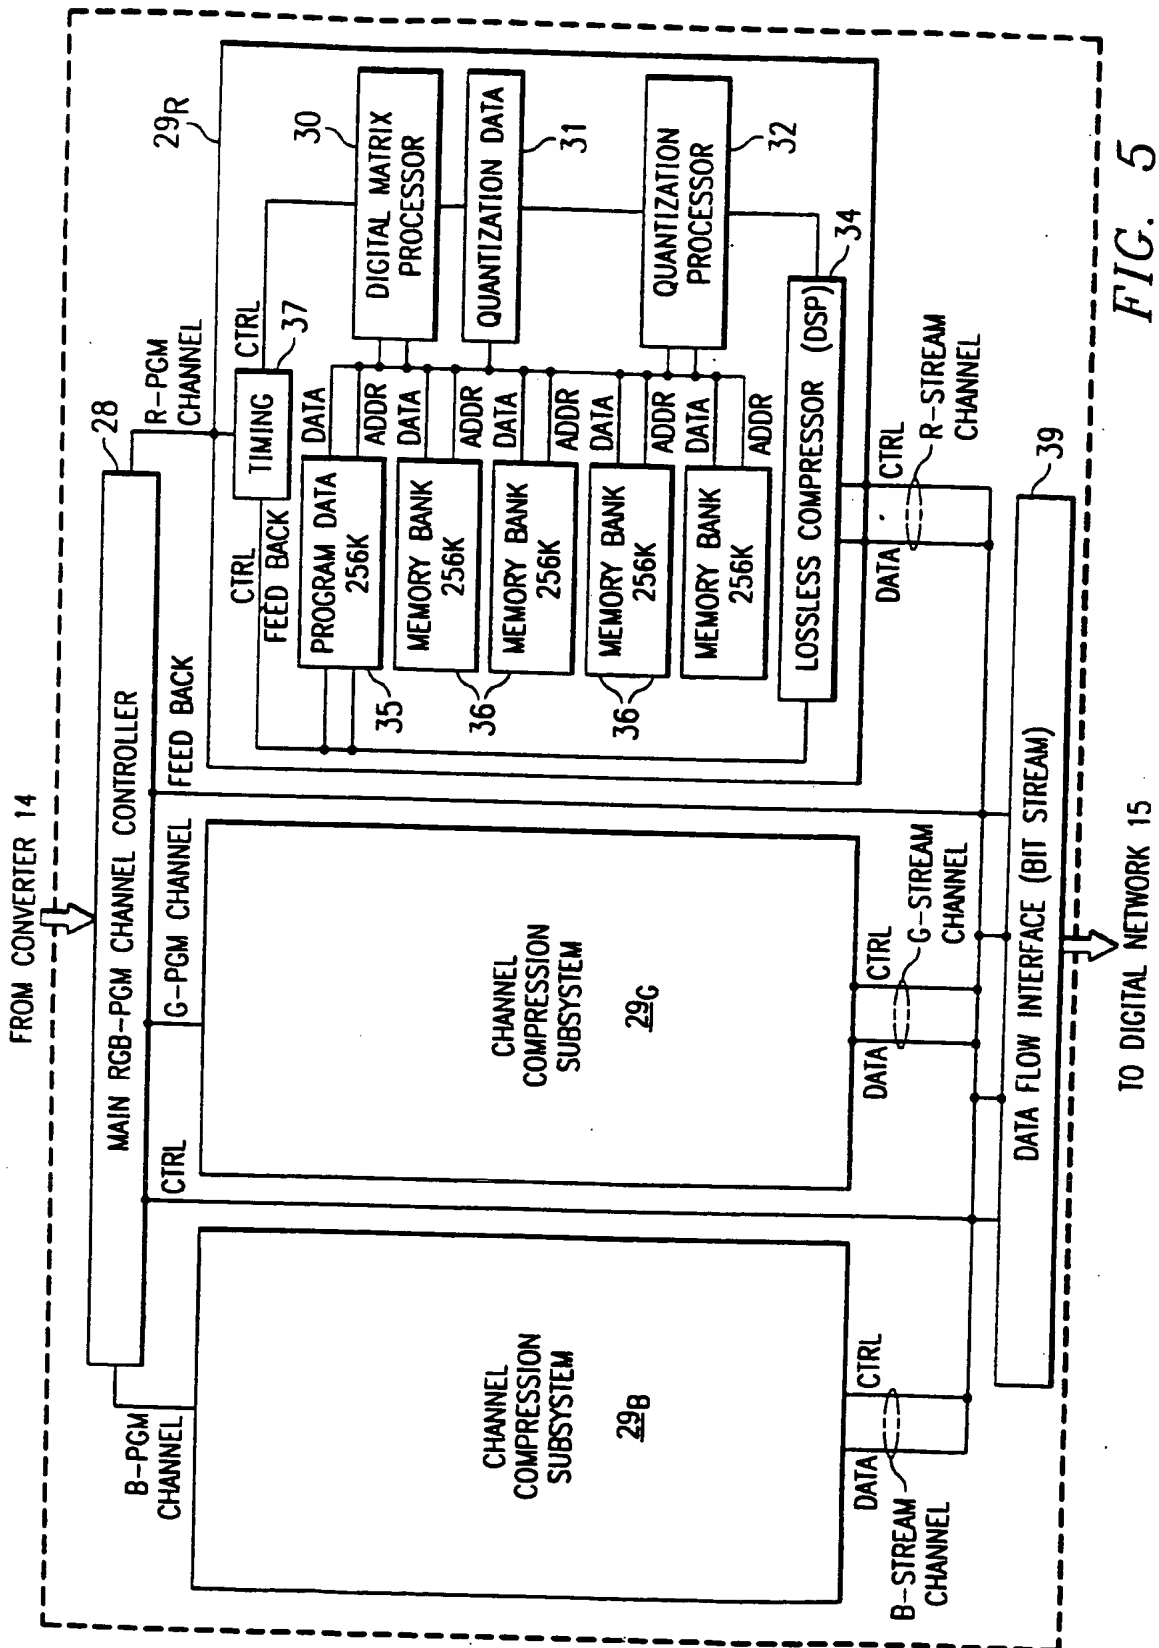 FROM CONVERTER 14
MAIN RGB-PGM CHANNEL CONTROLLER
28
B-PGM
CHANNEL
CTRL
G-PGM CHANNEL
FEED BACK
R-PGM
CHANNEL
29R
CHANNEL
COMPRESSION
SUBSYSTEM
29B
CHANNEL
COMPRESSION
SUBSYSTEM
29G
CTRL
FEED BACK
TIMING
37
CTRL
PROGRAM DATA
256K
35
DATA
ADDR
MEMORY BANK
256K
DATA
ADDR
36
MEMORY BANK
256K
DATA
ADDR
MEMORY BANK
256K
DATA
ADDR
36
MEMORY BANK
256K
DATA
ADDR
DIGITAL MATRIX
PROCESSOR
30
QUANTIZATION DATA
31
QUANTIZATION
PROCESSOR
32
LOSSLESS COMPRESSOR (DSP)
34
DATA
CTRL
B-STREAM
CHANNEL
DATA
CTRL
G-STREAM
CHANNEL
DATA
CTRL
R-STREAM
CHANNEL
DATA FLOW INTERFACE (BIT STREAM)
39
TO DIGITAL NETWORK 15
FIG. 5